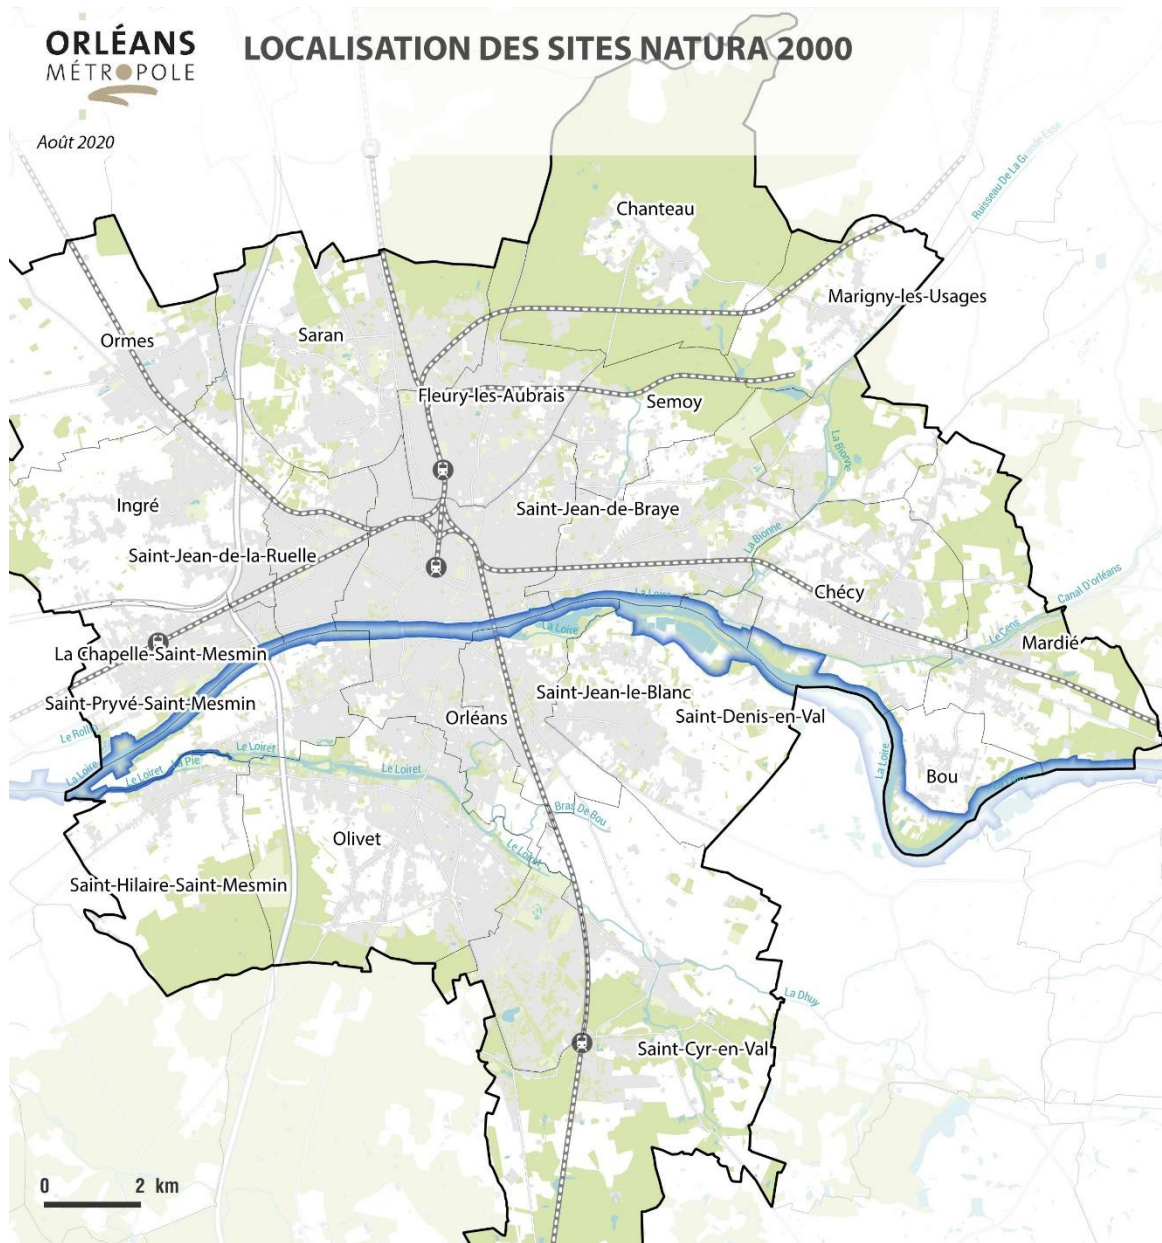 ORLÉANS
MÉTROPOLE
LOCALISATION DES SITES NATURA 2000
Août 2020
Ruisseau De La Grande Esse
Chanteau
Marigny-les-Usages
Saran
Ormes
Fleury-les-Aubrais
Semoy
La Bionne
Ingré
Saint-Jean-de-Braye
La Bionne
Saint-Jean-de-la-Ruelle
Chécy
Canal D'orléans
La Loire
La Loire
Le Cens
Mardié
La Chapelle-Saint-Mesmin
Saint-Pryvé-Saint-Mesmin
Saint-Jean-le-Blanc
Orléans
Saint-Denis-en-Val
La Loire
Le Loiret
La Pie
Le Loiret
Le Loiret
La Loire
Bou
Bras De Bou
Olivet
Le Loiret
Saint-Hilaire-Saint-Mesmin
La Dhuy
Saint-Cyr-en-Val
0 2 km